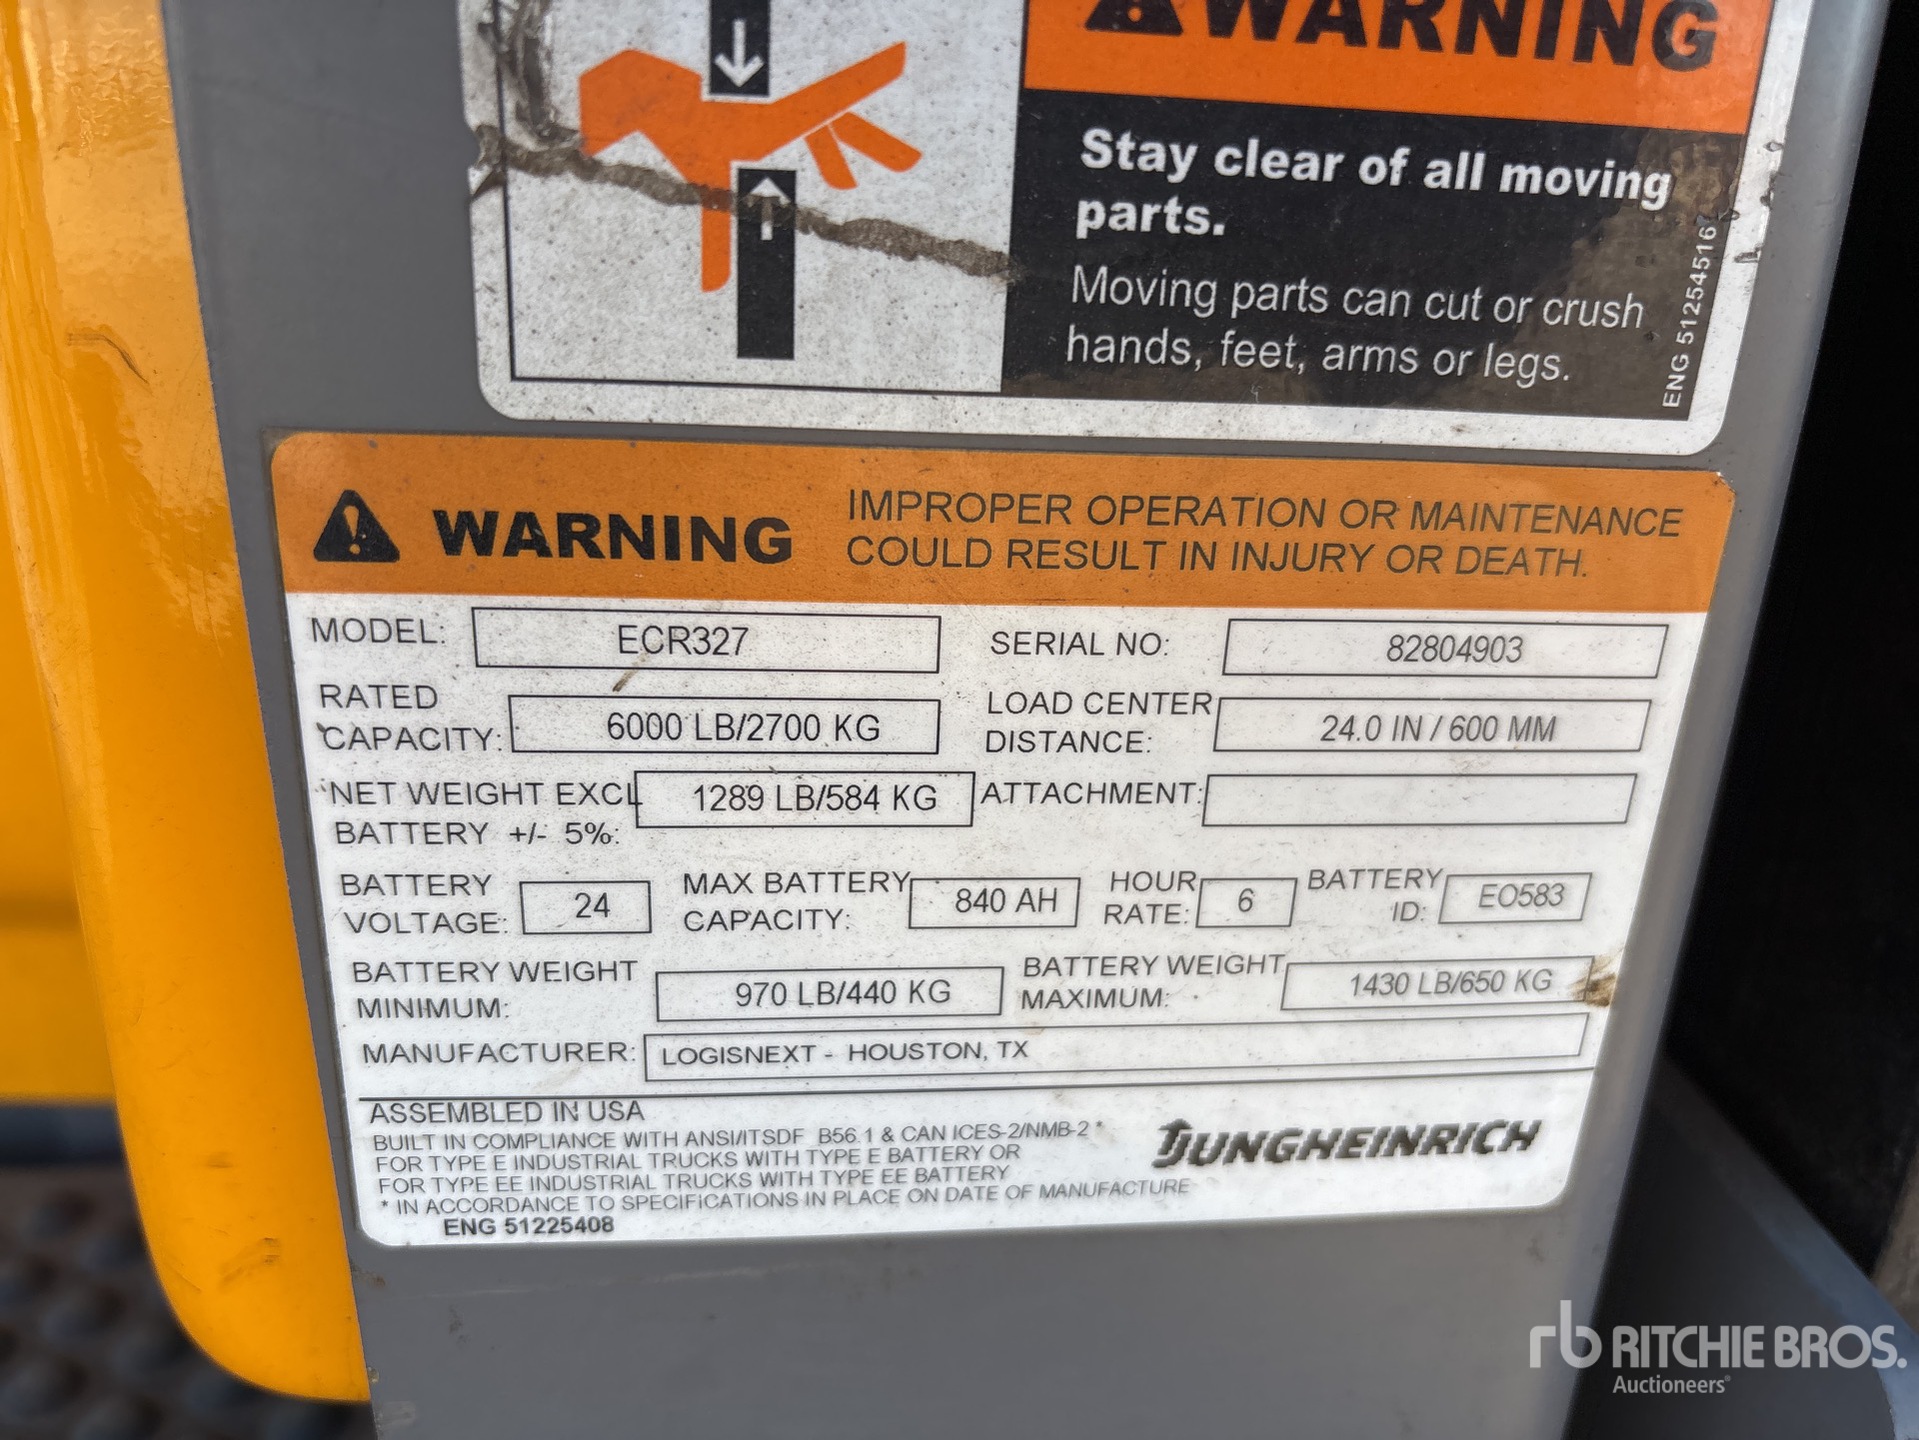 WARNING
Stay clear of all moving
parts.
Moving parts can cut or crush
hands, feet, arms or legs.
ENG 51254516
WARNING
IMPROPER OPERATION OR MAINTENANCE
COULD RESULT IN INJURY OR DEATH.
MODEL: ECR327 SERIAL NO: 82804903
RATED
CAPACITY: 6000 LB/2700 KG
LOAD CENTER
DISTANCE: 24.0 IN / 600 MM
NET WEIGHT EXCL
BATTERY +/- 5%: 1289 LB/584 KG
ATTACHMENT:
BATTERY
VOLTAGE: 24
MAX BATTERY
CAPACITY: 840 AH
HOUR
RATE: 6
BATTERY
ID: EO583
BATTERY WEIGHT
MINIMUM: 970 LB/440 KG
BATTERY WEIGHT
MAXIMUM: 1430 LB/650 KG
MANUFACTURER: LOGISNEXT - HOUSTON, TX
ASSEMBLED IN USA
BUILT IN COMPLIANCE WITH ANSI/ITSDF B56.1 & CAN ICES-2/NMB-2 *
FOR TYPE E INDUSTRIAL TRUCKS WITH TYPE E BATTERY OR
FOR TYPE EE INDUSTRIAL TRUCKS WITH TYPE EE BATTERY
* IN ACCORDANCE TO SPECIFICATIONS IN PLACE ON DATE OF MANUFACTURE
ENG 51225408
JUNGHEINRICH
rb RITCHIE BROS.
Auctioneers®